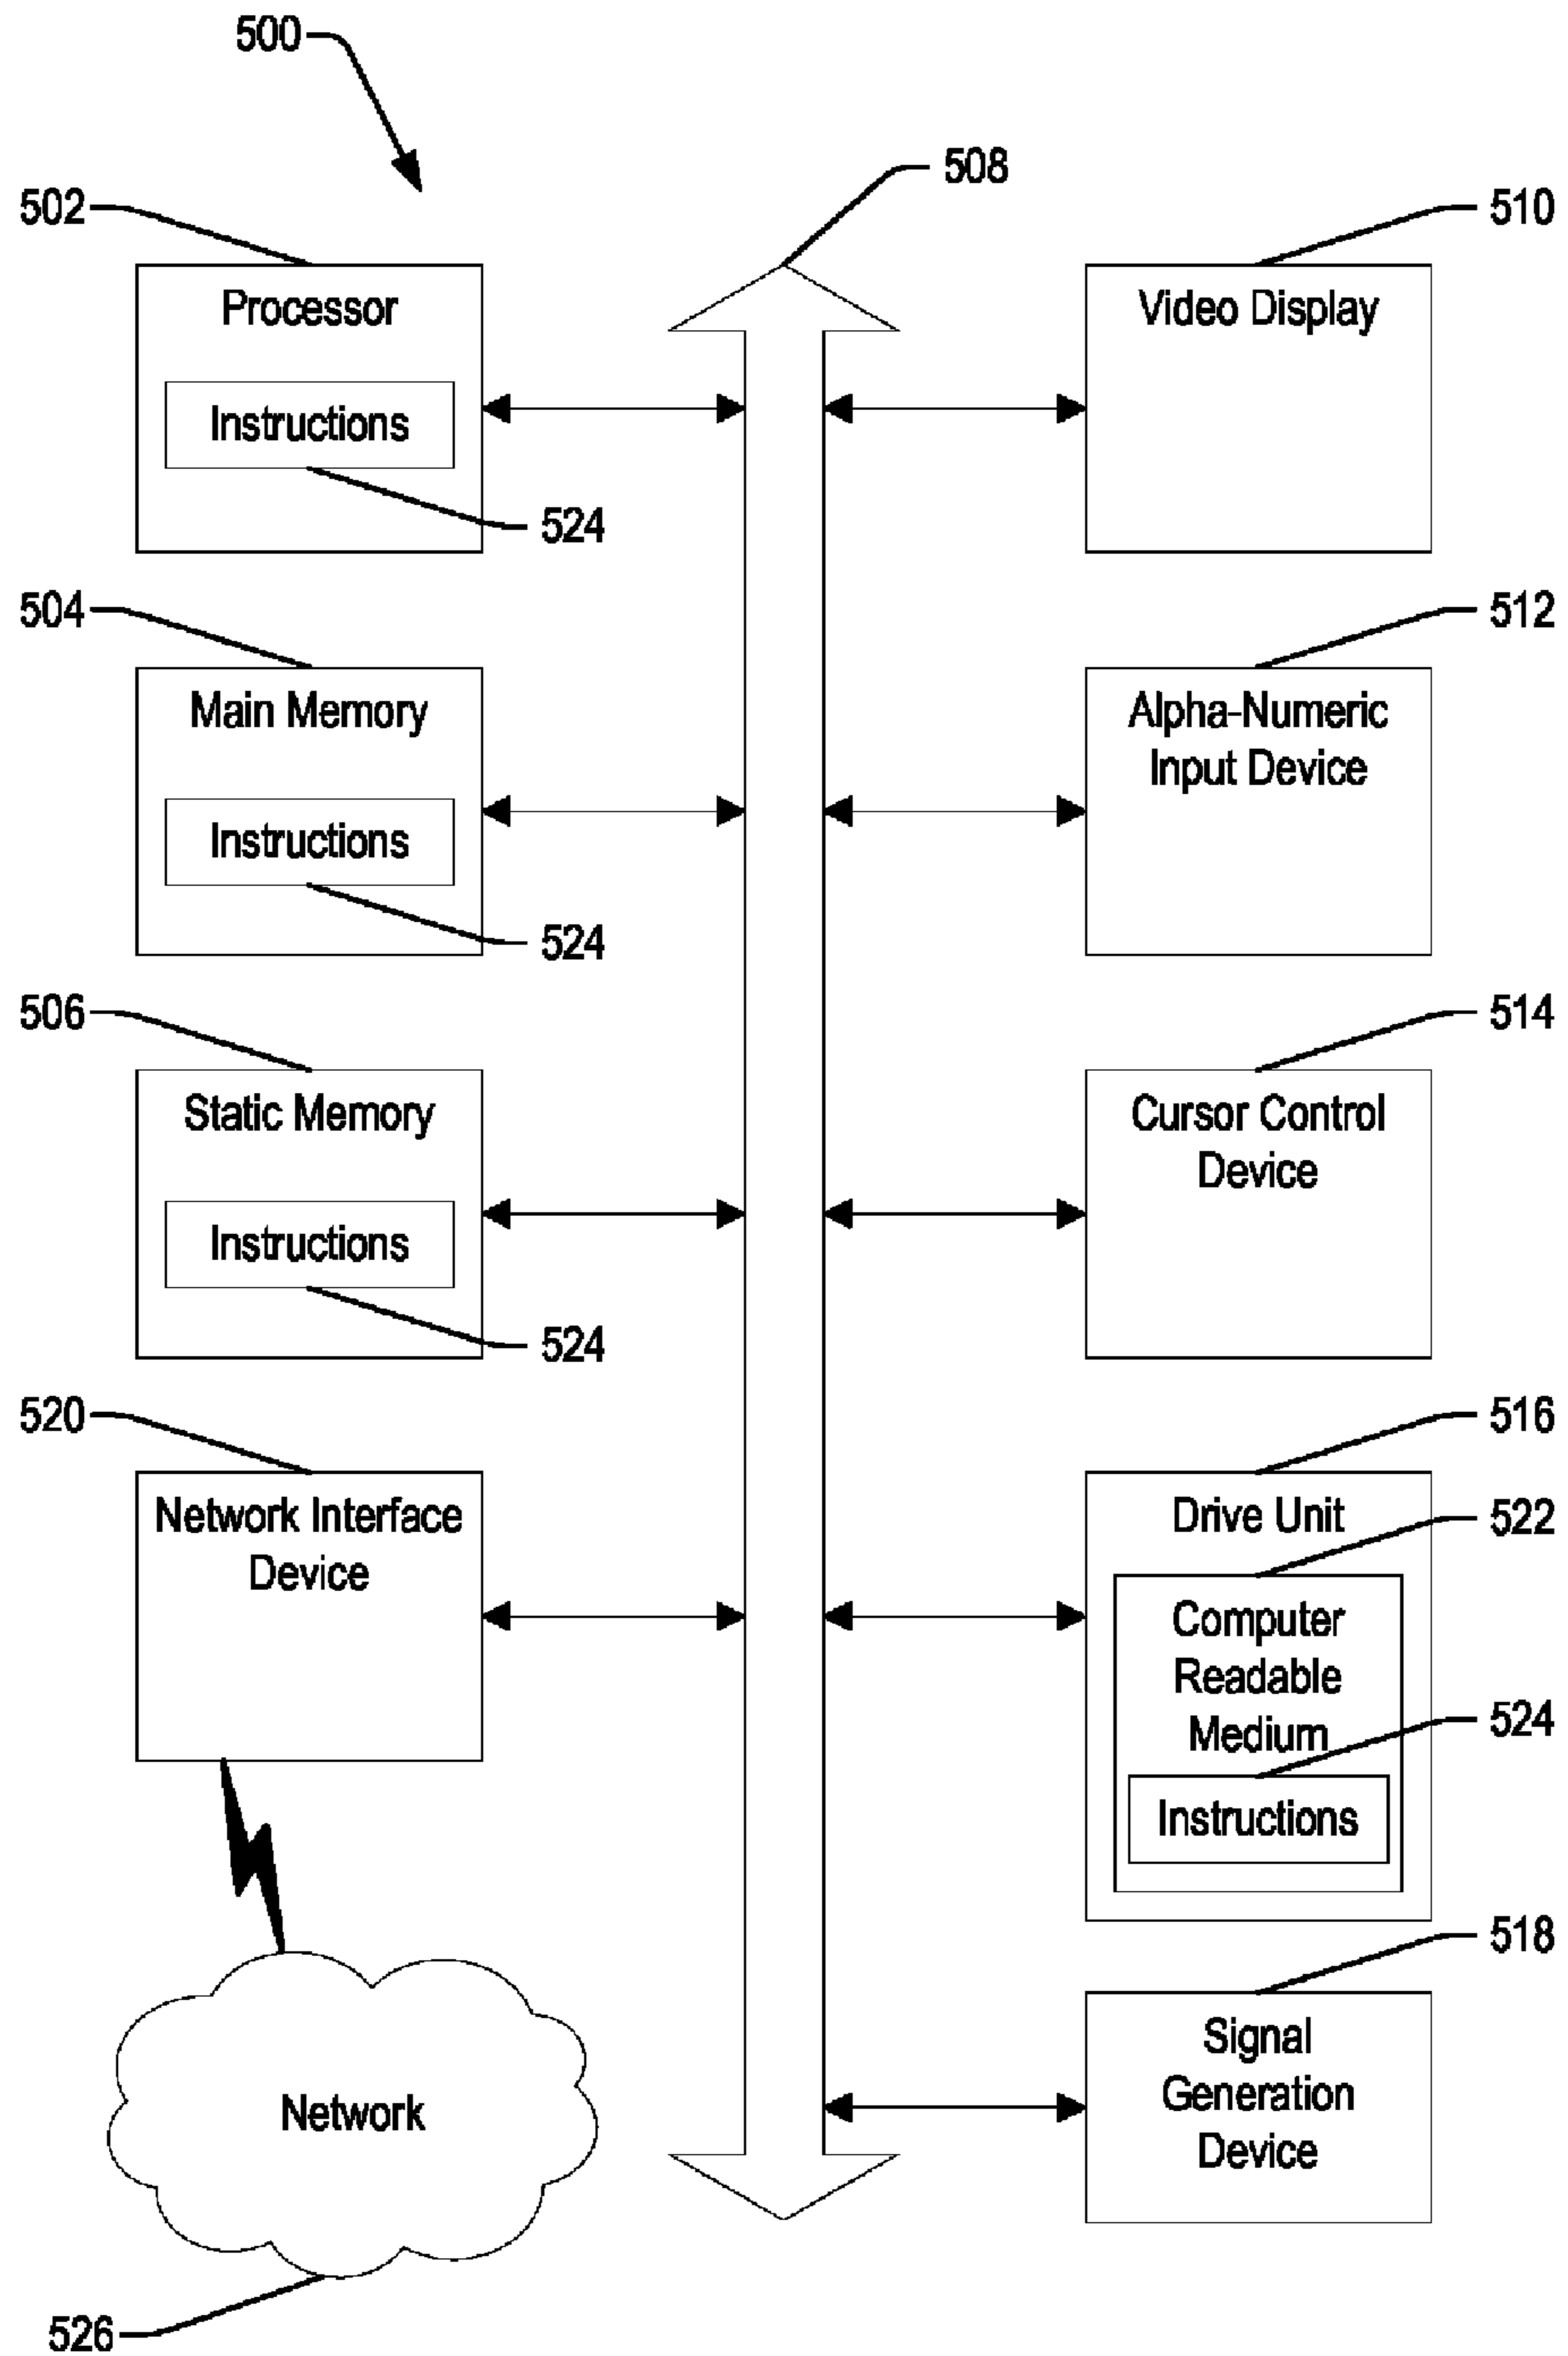 500
508
502
510
Processor
Video Display
Instructions
524
504
512
Main Memory
Alpha-Numeric
Input Device
Instructions
524
506
514
Static Memory
Cursor Control
Device
Instructions
524
520
516
Network Interface
Device
Drive Unit
522
Computer
Readable
Medium
524
Instructions
518
Signal
Generation
Device
Network
526